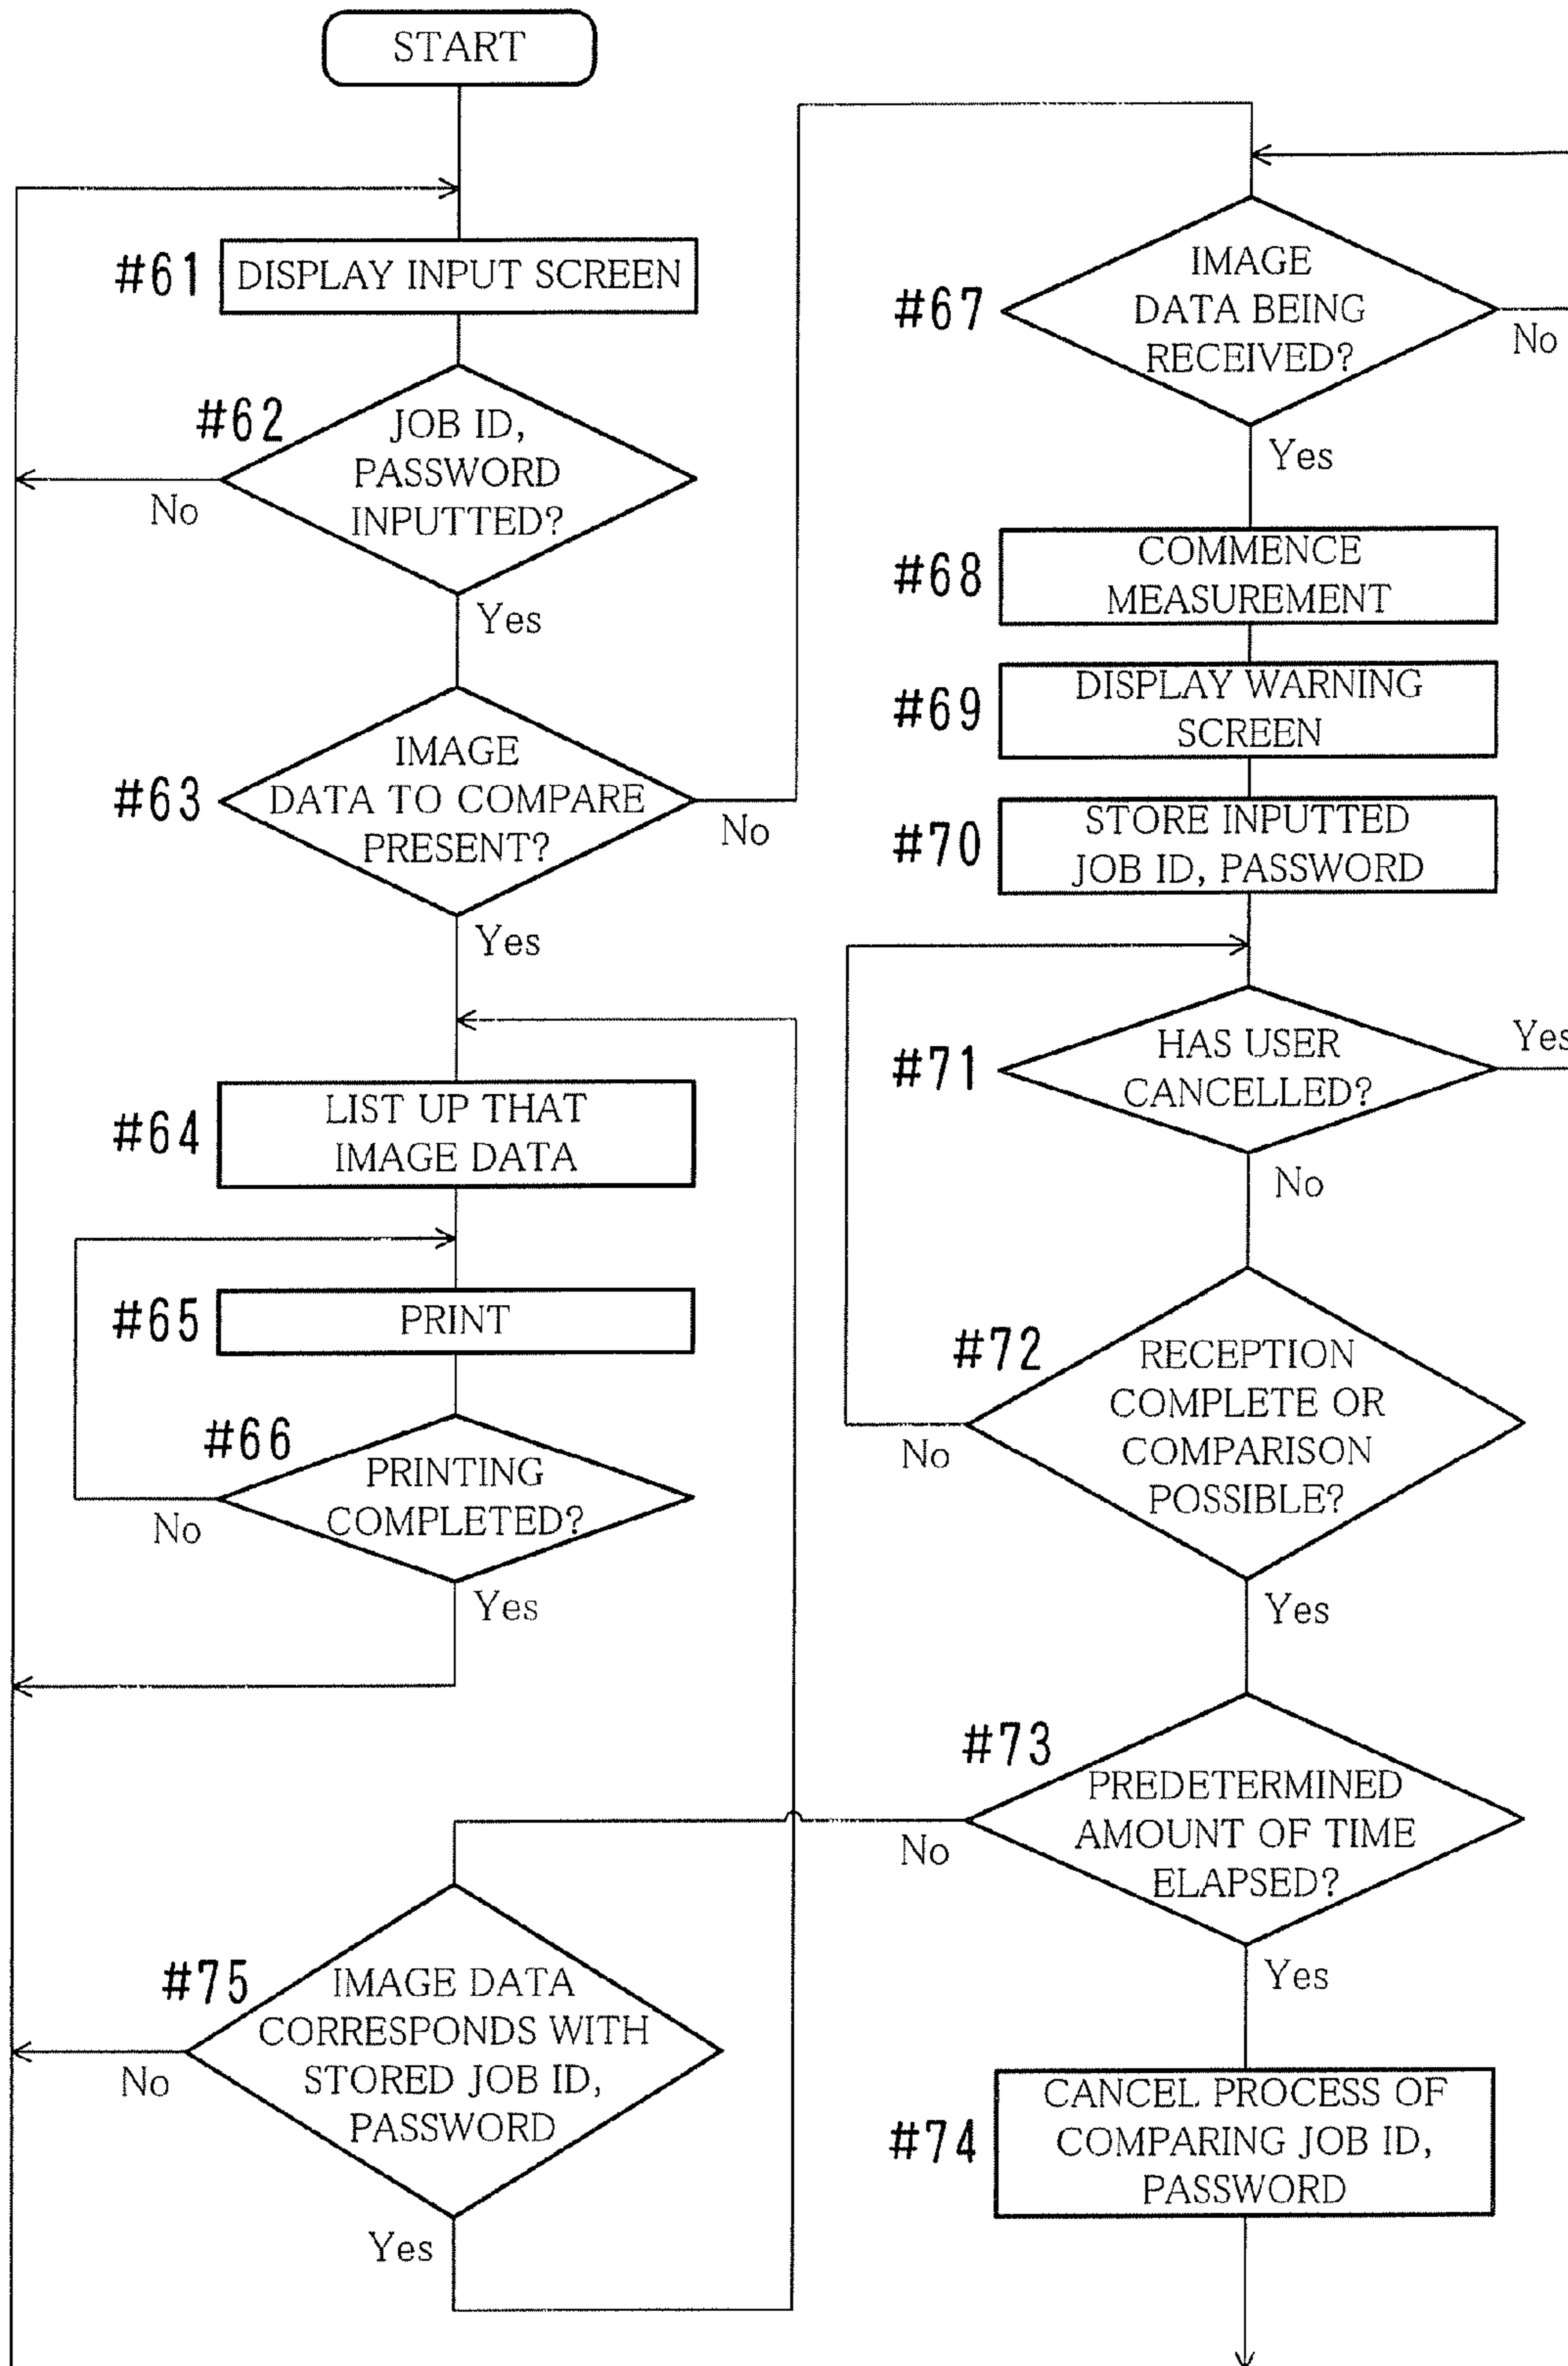 START
#61
DISPLAY INPUT SCREEN
#62
JOB ID,
PASSWORD
INPUTTED?
No
Yes
#63
IMAGE
DATA TO COMPARE
PRESENT?
No
Yes
#64
LIST UP THAT
IMAGE DATA
#65
PRINT
#66
PRINTING
COMPLETED?
No
Yes
#75
IMAGE DATA
CORRESPONDS WITH
STORED JOB ID,
PASSWORD
No
Yes
#67
IMAGE
DATA BEING
RECEIVED?
No
Yes
#68
COMMENCE
MEASUREMENT
#69
DISPLAY WARNING
SCREEN
#70
STORE INPUTTED
JOB ID, PASSWORD
#71
HAS USER
CANCELLED?
Yes
No
#72
RECEPTION
COMPLETE OR
COMPARISON
POSSIBLE?
No
Yes
#73
PREDETERMINED
AMOUNT OF TIME
ELAPSED?
No
Yes
#74
CANCEL PROCESS OF
COMPARING JOB ID,
PASSWORD